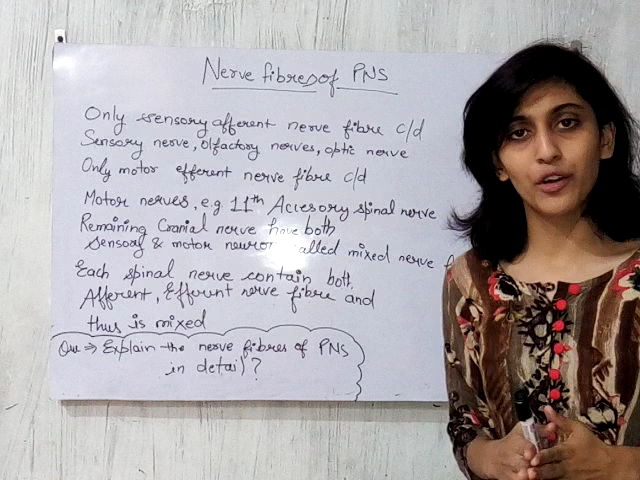 Nerve fibres of PNS
Only sensory afferent nerve fibre c/d
Sensory nerve, Olfactory nerves, optic nerve
Only motor efferent nerve fibre c/d
Motor nerves, e.g 11th Accesory spinal nerve
Remaining Cranial nerve have both
sensory & motor neuron called mixed nerve
Each spinal nerve contain both,
Afferent, Efferent nerve fibre and
thus is mixed
Que ⇒ Explain the nerve fibres of PNS
in detail?